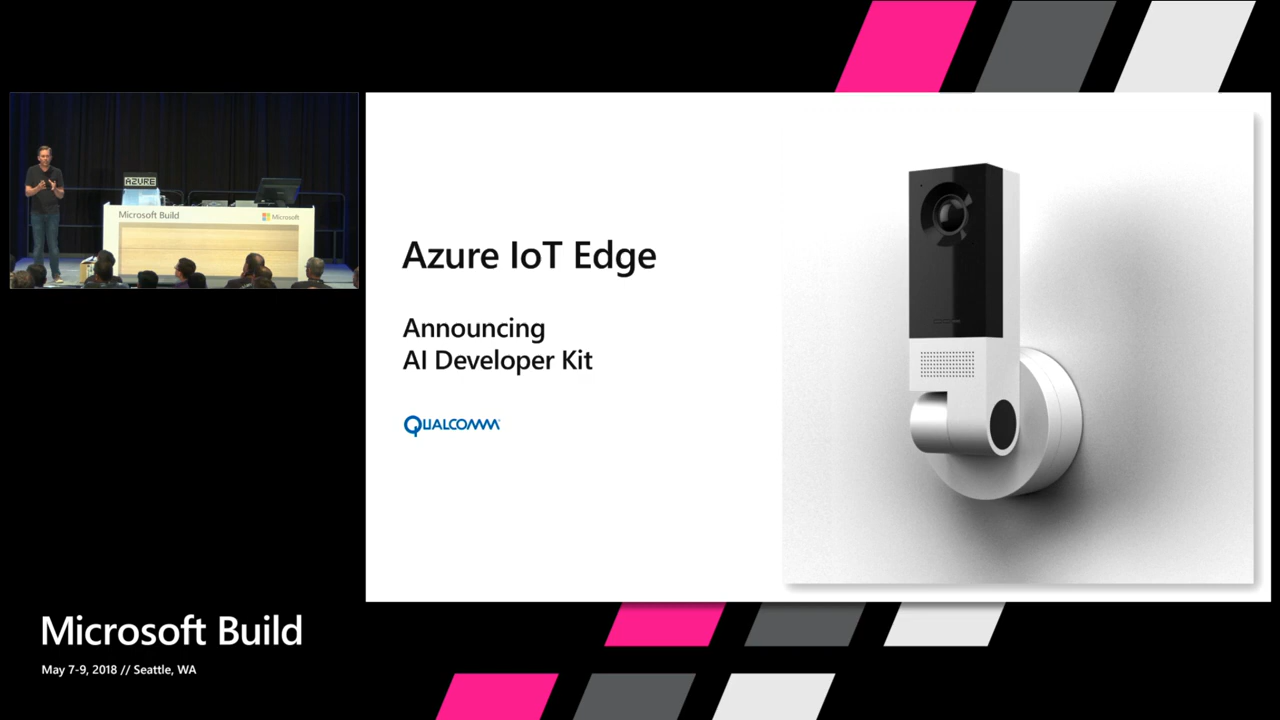 AZURE
Microsoft Build
Microsoft
Azure IoT Edge
Announcing
AI Developer Kit
QUALCOMM
Microsoft Build
May 7-9, 2018 // Seattle, WA